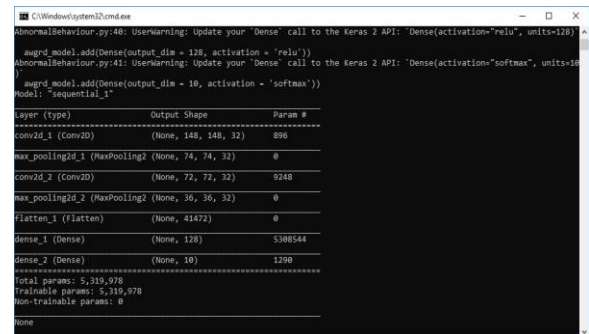 C:\Windows\system32\cmd.exe
AbnormalBehaviour.py:40: UserWarning: Update your `Dense` call to the Keras 2 API: `Dense(activation="relu", units=128)`
awgrd_model.add(Dense(output_dim = 128, activation = 'relu'))
AbnormalBehaviour.py:41: UserWarning: Update your `Dense` call to the Keras 2 API: `Dense(activation="softmax", units=10
)`
awgrd_model.add(Dense(output_dim = 10, activation = 'softmax'))
Model: "sequential_1"
Layer (type) Output Shape Param #
conv2d_1 (Conv2D) (None, 148, 148, 32) 896
max_pooling2d_1 (MaxPooling2 (None, 74, 74, 32) 0
conv2d_2 (Conv2D) (None, 72, 72, 32) 9248
max_pooling2d_2 (MaxPooling2 (None, 36, 36, 32) 0
flatten_1 (Flatten) (None, 41472) 0
dense_1 (Dense) (None, 128) 5308544
dense_2 (Dense) (None, 10) 1290
Total params: 5,319,978
Trainable params: 5,319,978
Non-trainable params: 0
None